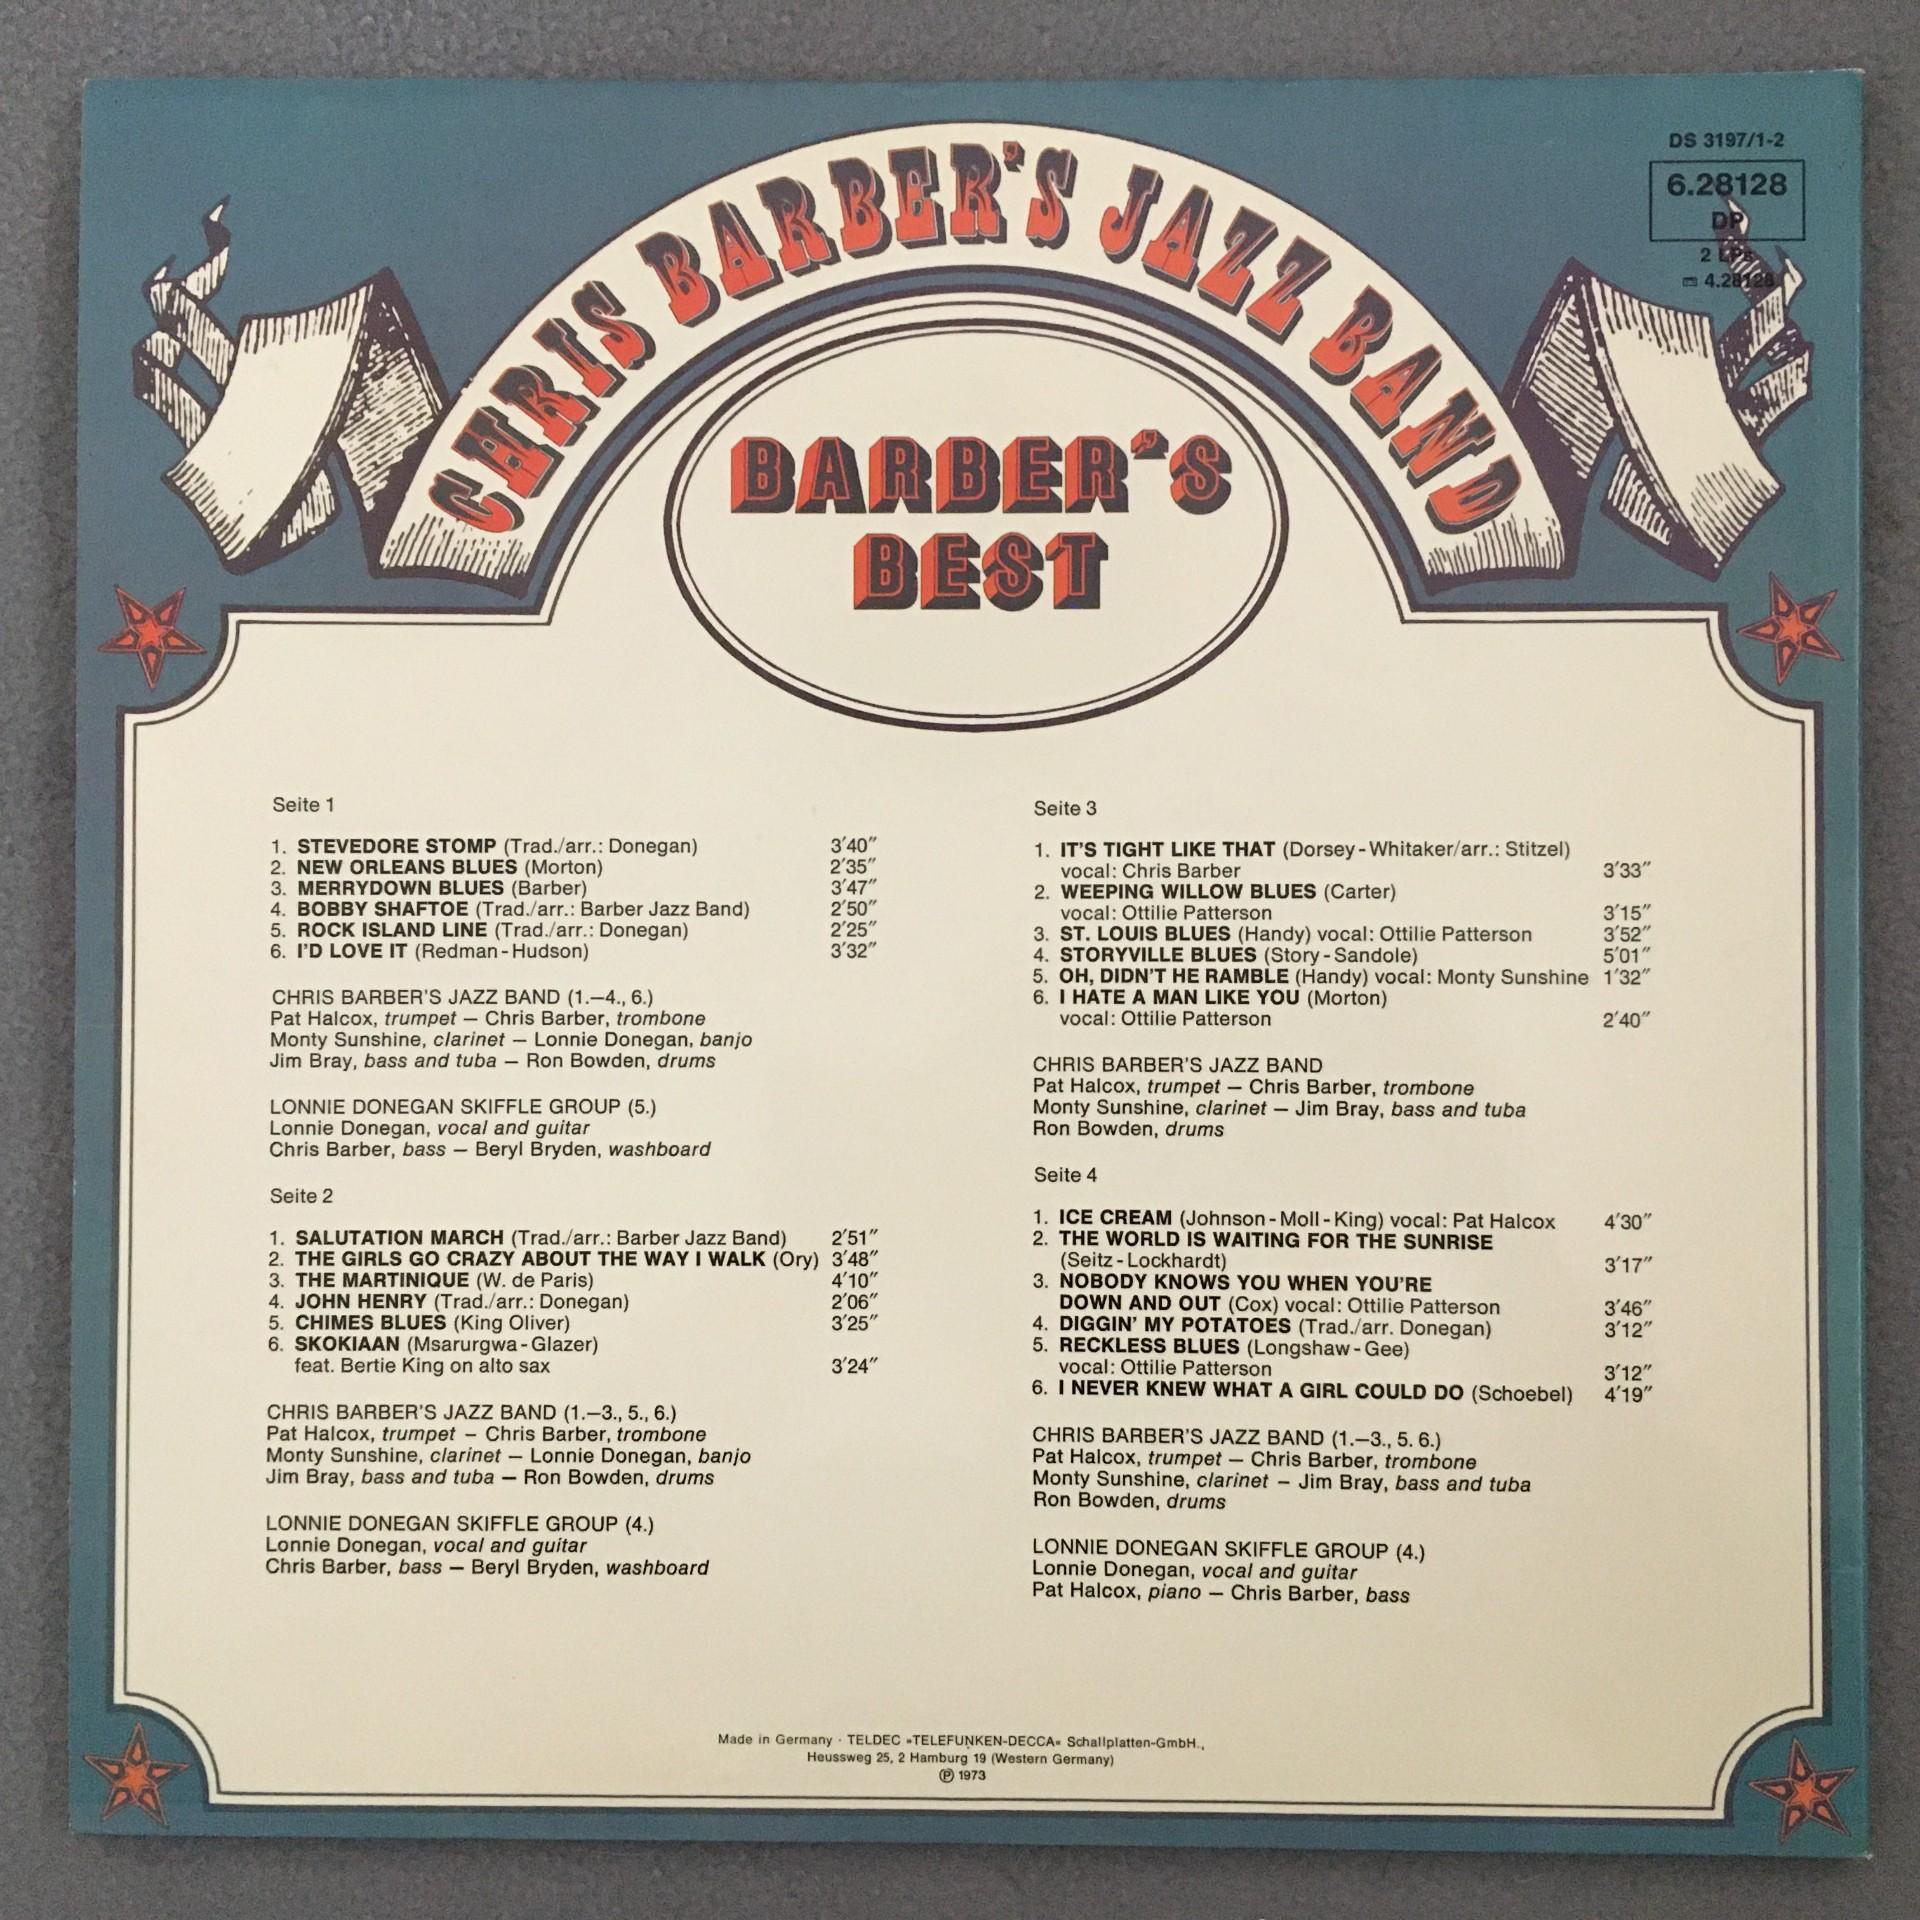 DS 3197/1-2
6.28128
DP
2 LPs
4.28128
CHRIS BARBER'S JAZZ BAND
BARBER'S
BEST
Seite 1
1. STEVEDORE STOMP (Trad./arr.: Donegan) 3′40″
2. NEW ORLEANS BLUES (Morton) 2′35″
3. MERRYDOWN BLUES (Barber) 3′47″
4. BOBBY SHAFTOE (Trad./arr.: Barber Jazz Band) 2′50″
5. ROCK ISLAND LINE (Trad./arr.: Donegan) 2′25″
6. I'D LOVE IT (Redman-Hudson) 3′32″
CHRIS BARBER'S JAZZ BAND (1.–4., 6.)
Pat Halcox, trumpet – Chris Barber, trombone
Monty Sunshine, clarinet – Lonnie Donegan, banjo
Jim Bray, bass and tuba – Ron Bowden, drums
LONNIE DONEGAN SKIFFLE GROUP (5.)
Lonnie Donegan, vocal and guitar
Chris Barber, bass – Beryl Bryden, washboard
Seite 2
1. SALUTATION MARCH (Trad./arr.: Barber Jazz Band) 2′51″
2. THE GIRLS GO CRAZY ABOUT THE WAY I WALK (Ory) 3′48″
3. THE MARTINIQUE (W. de Paris) 4′10″
4. JOHN HENRY (Trad./arr.: Donegan) 2′06″
5. CHIMES BLUES (King Oliver) 3′25″
6. SKOKIAAN (Msarurgwa-Glazer)
feat. Bertie King on alto sax 3′24″
CHRIS BARBER'S JAZZ BAND (1.–3., 5., 6.)
Pat Halcox, trumpet – Chris Barber, trombone
Monty Sunshine, clarinet – Lonnie Donegan, banjo
Jim Bray, bass and tuba – Ron Bowden, drums
LONNIE DONEGAN SKIFFLE GROUP (4.)
Lonnie Donegan, vocal and guitar
Chris Barber, bass – Beryl Bryden, washboard
Seite 3
1. IT'S TIGHT LIKE THAT (Dorsey-Whitaker/arr.: Stitzel)
vocal: Chris Barber 3′33″
2. WEEPING WILLOW BLUES (Carter)
vocal: Ottilie Patterson 3′15″
3. ST. LOUIS BLUES (Handy) vocal: Ottilie Patterson 3′52″
4. STORYVILLE BLUES (Story-Sandole) 5′01″
5. OH, DIDN'T HE RAMBLE (Handy) vocal: Monty Sunshine 1′32″
6. I HATE A MAN LIKE YOU (Morton)
vocal: Ottilie Patterson 2′40″
CHRIS BARBER'S JAZZ BAND
Pat Halcox, trumpet – Chris Barber, trombone
Monty Sunshine, clarinet – Jim Bray, bass and tuba
Ron Bowden, drums
Seite 4
1. ICE CREAM (Johnson-Moll-King) vocal: Pat Halcox 4′30″
2. THE WORLD IS WAITING FOR THE SUNRISE
(Seitz-Lockhardt) 3′17″
3. NOBODY KNOWS YOU WHEN YOU'RE
DOWN AND OUT (Cox) vocal: Ottilie Patterson 3′46″
4. DIGGIN' MY POTATOES (Trad./arr. Donegan) 3′12″
5. RECKLESS BLUES (Longshaw-Gee)
vocal: Ottilie Patterson 3′12″
6. I NEVER KNEW WHAT A GIRL COULD DO (Schoebel) 4′19″
CHRIS BARBER'S JAZZ BAND (1.–3., 5. 6.)
Pat Halcox, trumpet – Chris Barber, trombone
Monty Sunshine, clarinet – Jim Bray, bass and tuba
Ron Bowden, drums
LONNIE DONEGAN SKIFFLE GROUP (4.)
Lonnie Donegan, vocal and guitar
Pat Halcox, piano – Chris Barber, bass
Made in Germany · TELDEC »TELEFUNKEN-DECCA« Schallplatten-GmbH.,
Heussweg 25, 2 Hamburg 19 (Western Germany)
℗ 1973